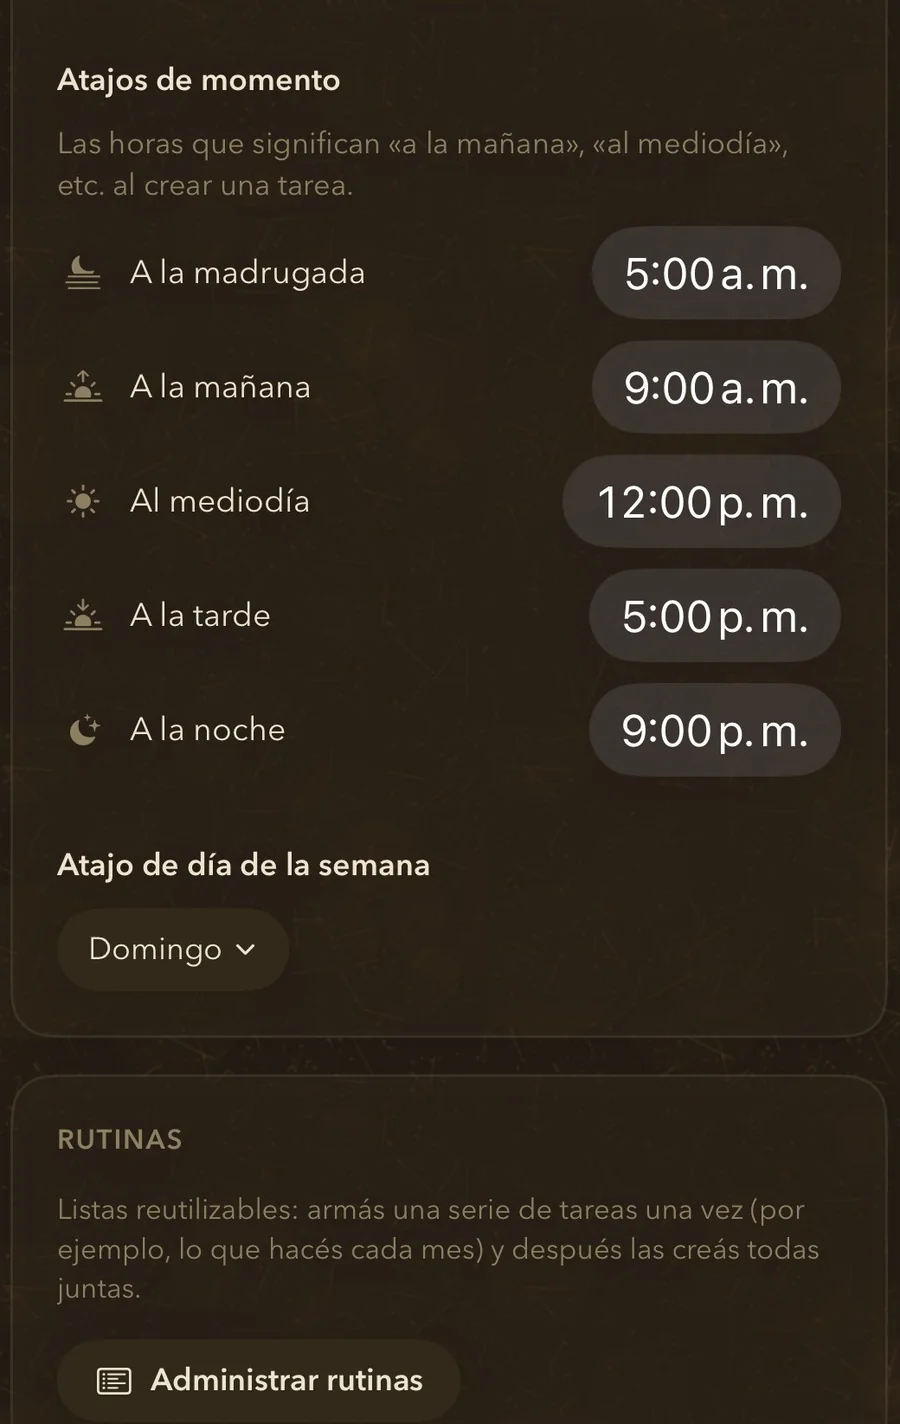 Atajos de momento
Las horas que significan «a la mañana», «al mediodía»,
etc. al crear una tarea.
A la madrugada 5:00 a. m.
A la mañana 9:00 a. m.
Al mediodía 12:00 p. m.
A la tarde 5:00 p. m.
A la noche 9:00 p. m.
Atajo de día de la semana
Domingo
RUTINAS
Listas reutilizables: armás una serie de tareas una vez (por
ejemplo, lo que hacés cada mes) y después las creás todas
juntas.
Administrar rutinas